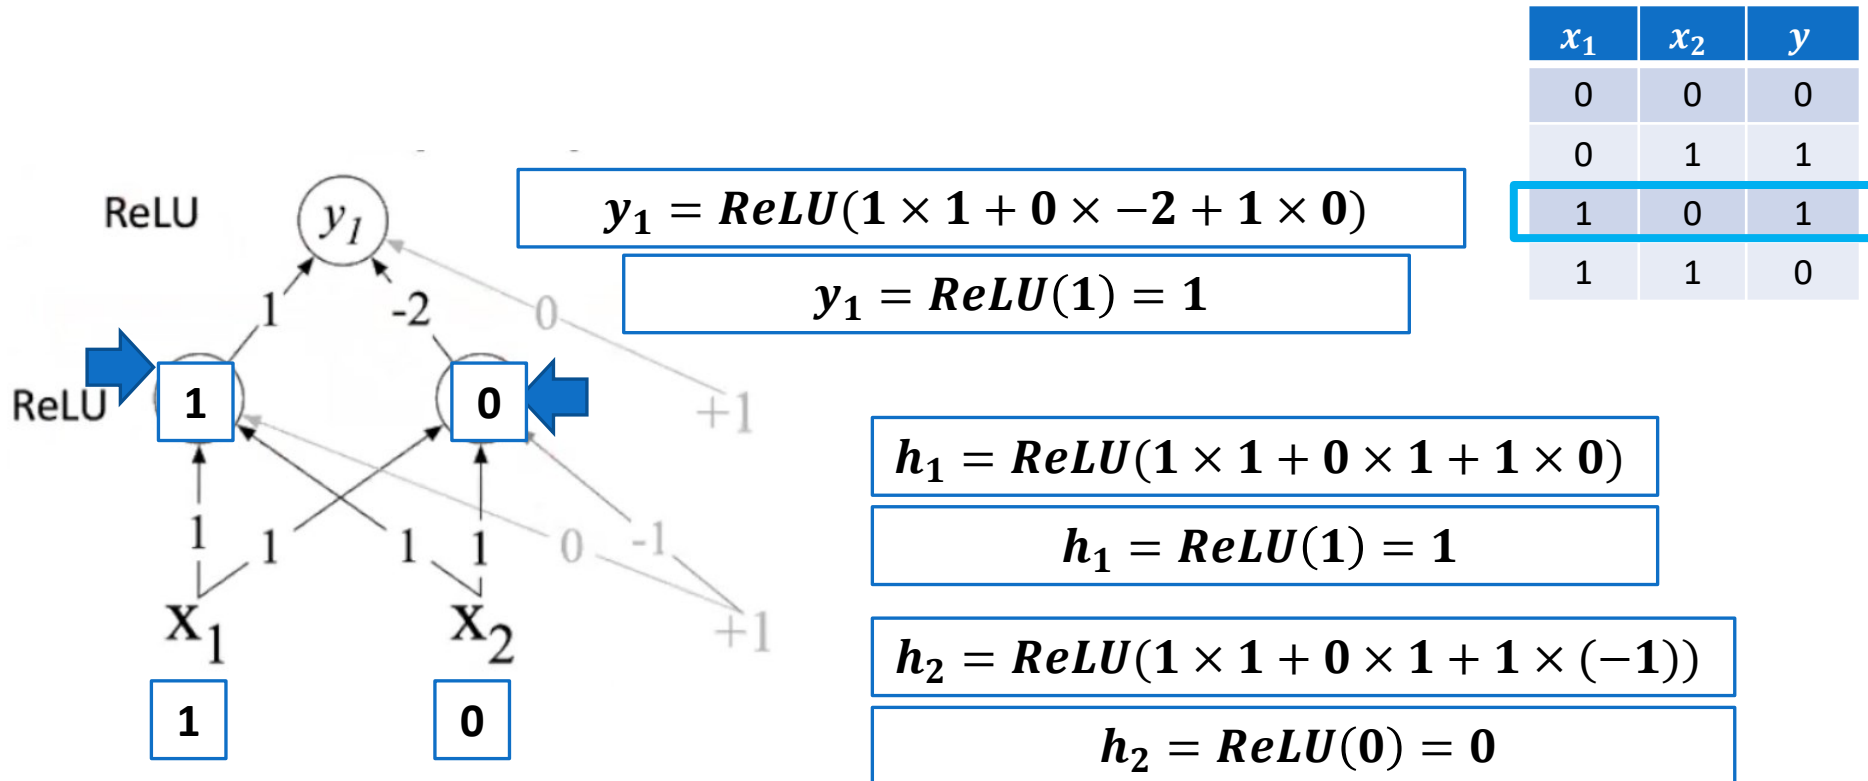 x₁ x₂ y
0 0 0
0 1 1
1 0 1
1 1 0
ReLU
y₁
y₁ = ReLU(1 × 1 + 0 × −2 + 1 × 0)
y₁ = ReLU(1) = 1
1 -2 0
+1
ReLU
1 0
h₁ = ReLU(1 × 1 + 0 × 1 + 1 × 0)
h₁ = ReLU(1) = 1
1 1 1 1 0 -1
x₁ x₂ +1
h₂ = ReLU(1 × 1 + 0 × 1 + 1 × (−1))
h₂ = ReLU(0) = 0
1 0